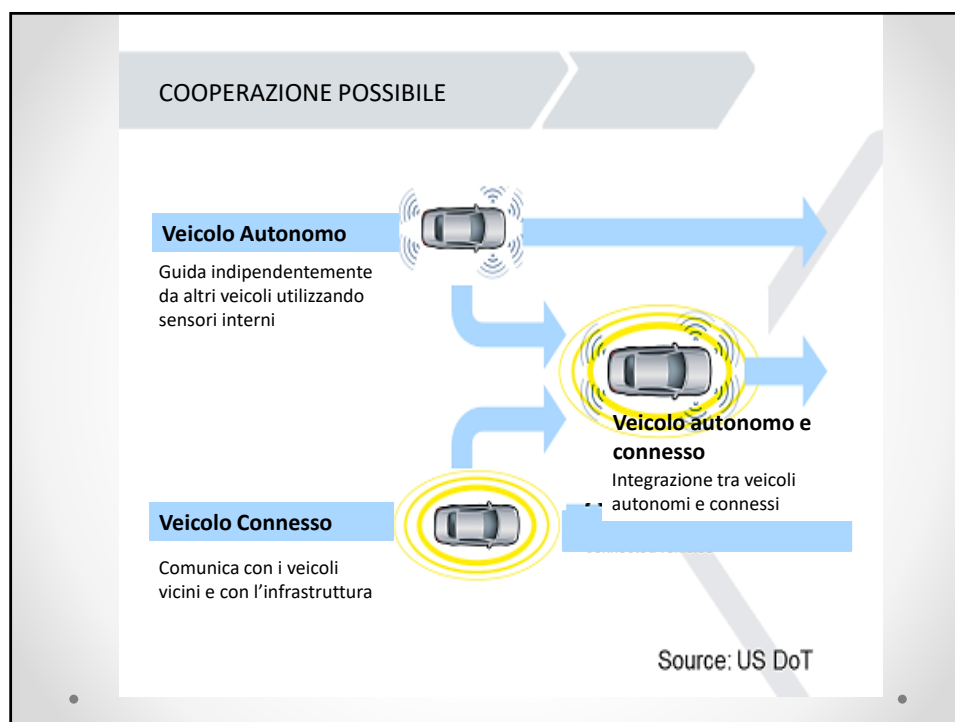 COOPERAZIONE POSSIBILE
Veicolo Autonomo
Guida indipendentemente
da altri veicoli utilizzando
sensori interni
Veicolo autonomo e
connesso
Integrazione tra veicoli
autonomi e connessi
Veicolo Connesso
Comunica con i veicoli
vicini e con l’infrastruttura
Source: US DoT